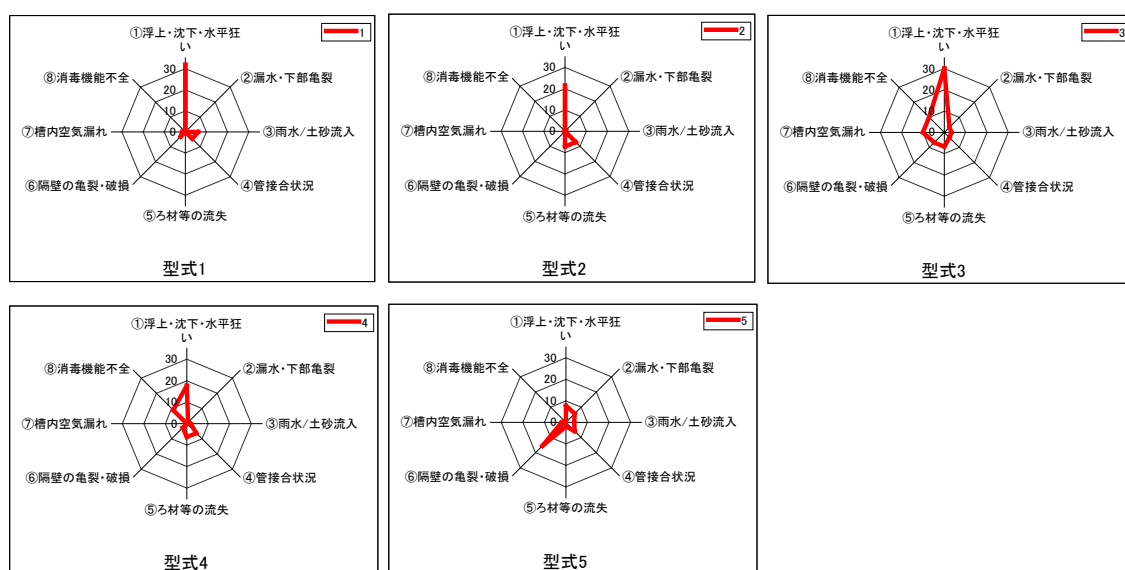 ①浮上・沈下・水平狂
い
1
30
20
10
0
②漏水・下部亀裂
③雨水/土砂流入
④管接合状況
⑤ろ材等の流失
⑥隔壁の亀裂・破損
⑦槽内空気漏れ
⑧消毒機能不全
型式1
①浮上・沈下・水平狂
い
2
30
20
10
0
②漏水・下部亀裂
③雨水/土砂流入
④管接合状況
⑤ろ材等の流失
⑥隔壁の亀裂・破損
⑦槽内空気漏れ
⑧消毒機能不全
型式2
①浮上・沈下・水平狂
い
3
30
20
10
0
②漏水・下部亀裂
③雨水/土砂流入
④管接合状況
⑤ろ材等の流失
⑥隔壁の亀裂・破損
⑦槽内空気漏れ
⑧消毒機能不全
型式3
①浮上・沈下・水平狂
い
4
30
20
10
0
②漏水・下部亀裂
③雨水/土砂流入
④管接合状況
⑤ろ材等の流失
⑥隔壁の亀裂・破損
⑦槽内空気漏れ
⑧消毒機能不全
型式4
①浮上・沈下・水平狂
い
5
30
20
10
0
②漏水・下部亀裂
③雨水/土砂流入
④管接合状況
⑤ろ材等の流失
⑥隔壁の亀裂・破損
⑦槽内空気漏れ
⑧消毒機能不全
型式5